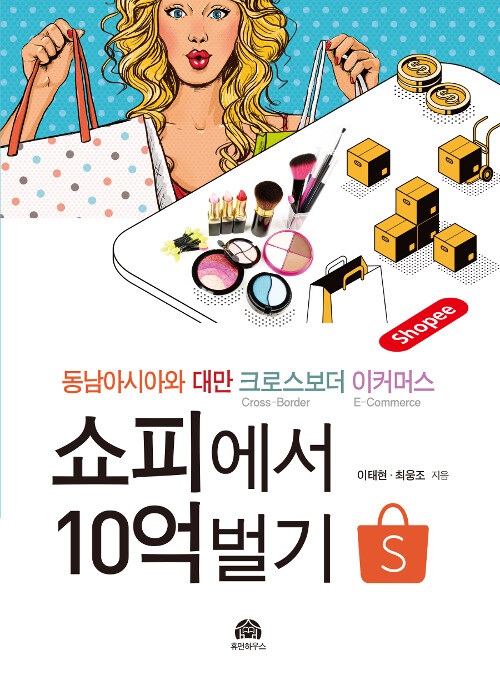 Shopee
동남아시아와 대만 크로스보더 이커머스
Cross-Border E-Commerce
쇼피에서
이태현 · 최웅조 지음
10억벌기
S
휴먼하우스